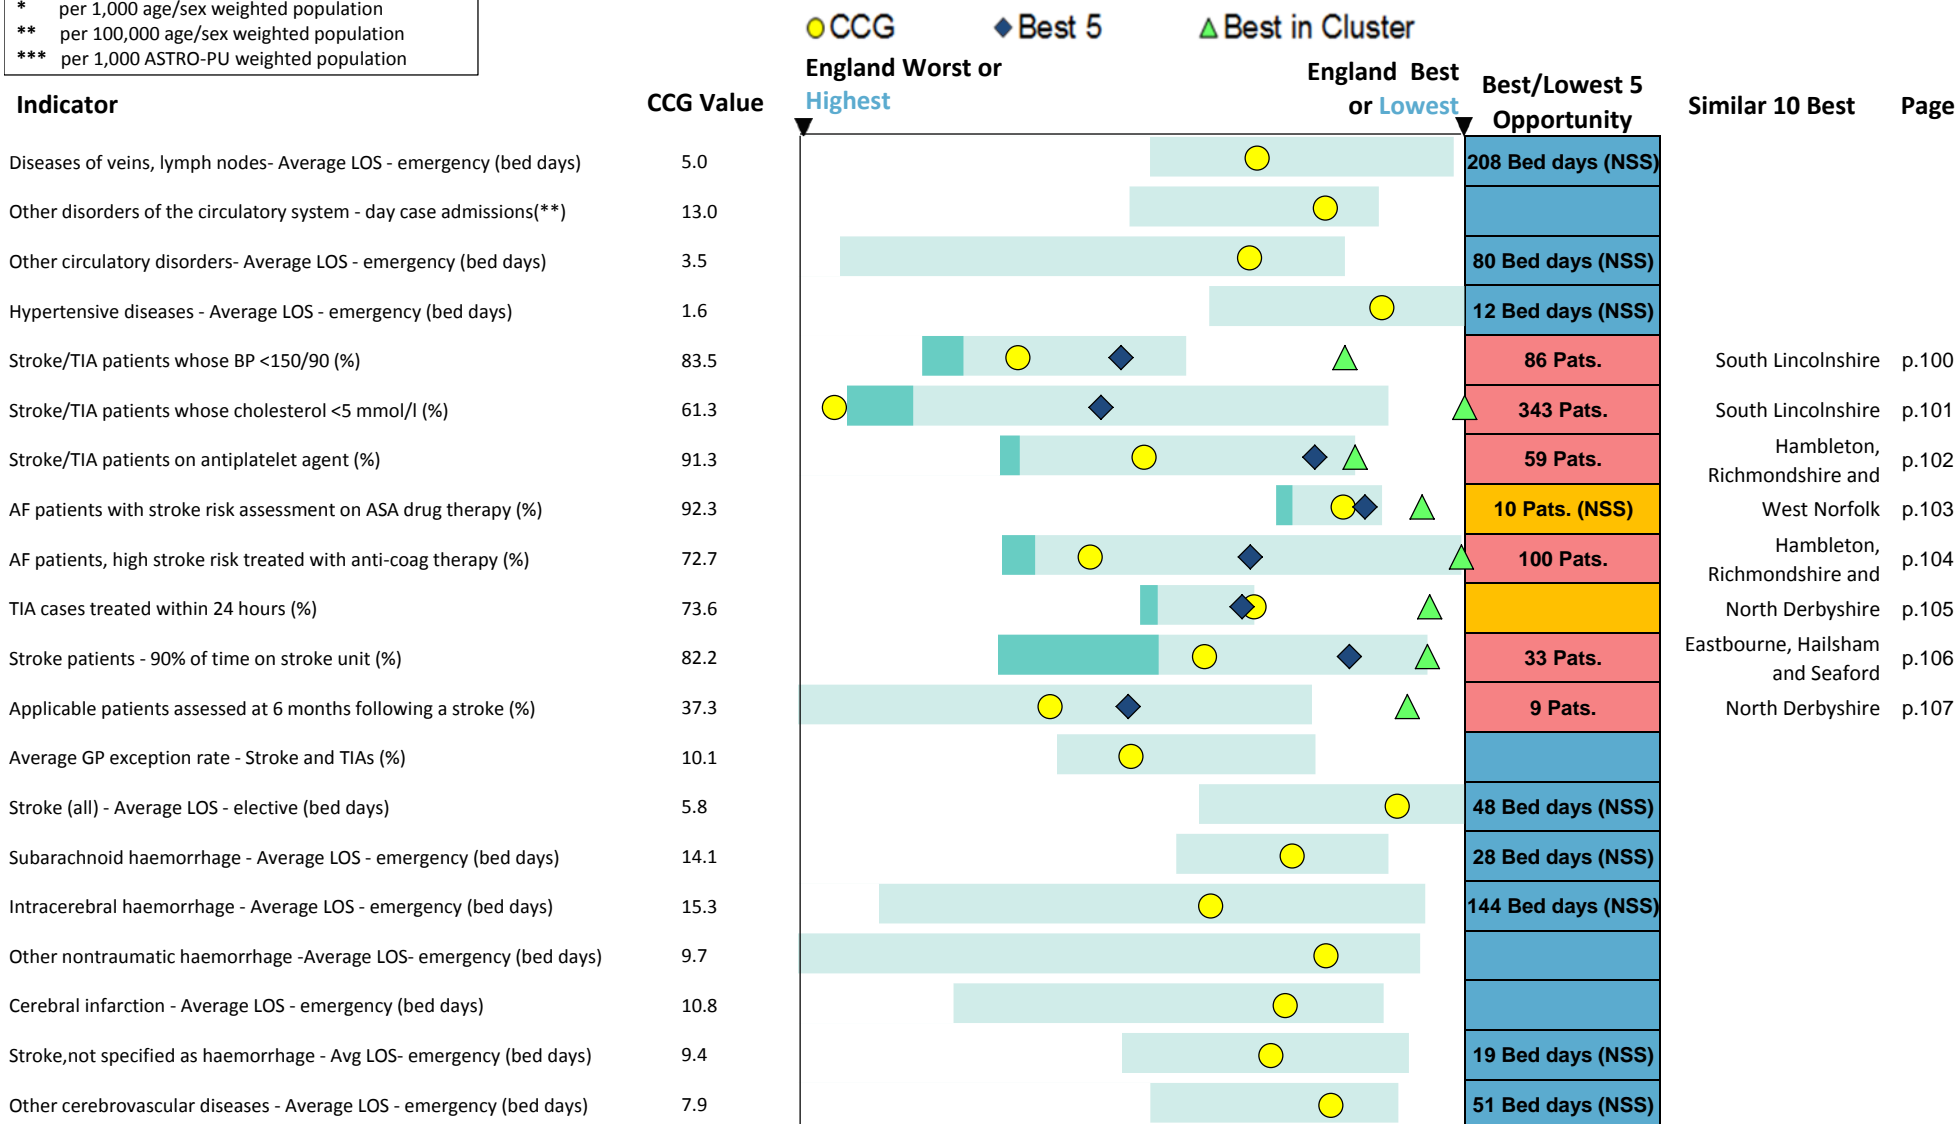 * per 1,000 age/sex weighted population
** per 100,000 age/sex weighted population
*** per 1,000 ASTRO-PU weighted population
CCG Best 5 Best in Cluster
England Worst or
Highest
England Best
or Lowest
Indicator CCG Value Best/Lowest 5
Opportunity Similar 10 Best Page
Diseases of veins, lymph nodes- Average LOS - emergency (bed days) 5.0 208 Bed days (NSS)
Other disorders of the circulatory system - day case admissions(**) 13.0
Other circulatory disorders- Average LOS - emergency (bed days) 3.5 80 Bed days (NSS)
Hypertensive diseases - Average LOS - emergency (bed days) 1.6 12 Bed days (NSS)
Stroke/TIA patients whose BP <150/90 (%) 83.5 86 Pats. South Lincolnshire p.100
Stroke/TIA patients whose cholesterol <5 mmol/l (%) 61.3 343 Pats. South Lincolnshire p.101
Stroke/TIA patients on antiplatelet agent (%) 91.3 59 Pats. Hambleton,
Richmondshire and p.102
AF patients with stroke risk assessment on ASA drug therapy (%) 92.3 10 Pats. (NSS) West Norfolk p.103
AF patients, high stroke risk treated with anti-coag therapy (%) 72.7 100 Pats. Hambleton,
Richmondshire and p.104
TIA cases treated within 24 hours (%) 73.6 North Derbyshire p.105
Stroke patients - 90% of time on stroke unit (%) 82.2 33 Pats. Eastbourne, Hailsham
and Seaford p.106
Applicable patients assessed at 6 months following a stroke (%) 37.3 9 Pats. North Derbyshire p.107
Average GP exception rate - Stroke and TIAs (%) 10.1
Stroke (all) - Average LOS - elective (bed days) 5.8 48 Bed days (NSS)
Subarachnoid haemorrhage - Average LOS - emergency (bed days) 14.1 28 Bed days (NSS)
Intracerebral haemorrhage - Average LOS - emergency (bed days) 15.3 144 Bed days (NSS)
Other nontraumatic haemorrhage -Average LOS- emergency (bed days) 9.7
Cerebral infarction - Average LOS - emergency (bed days) 10.8
Stroke,not specified as haemorrhage - Avg LOS- emergency (bed days) 9.4 19 Bed days (NSS)
Other cerebrovascular diseases - Average LOS - emergency (bed days) 7.9 51 Bed days (NSS)